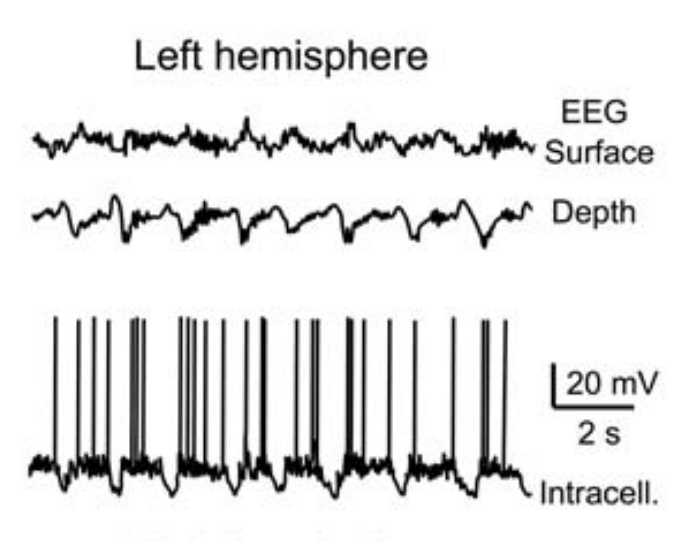 Left hemisphere
EEG
Surface
Depth
20 mV
2 s
Intracell.